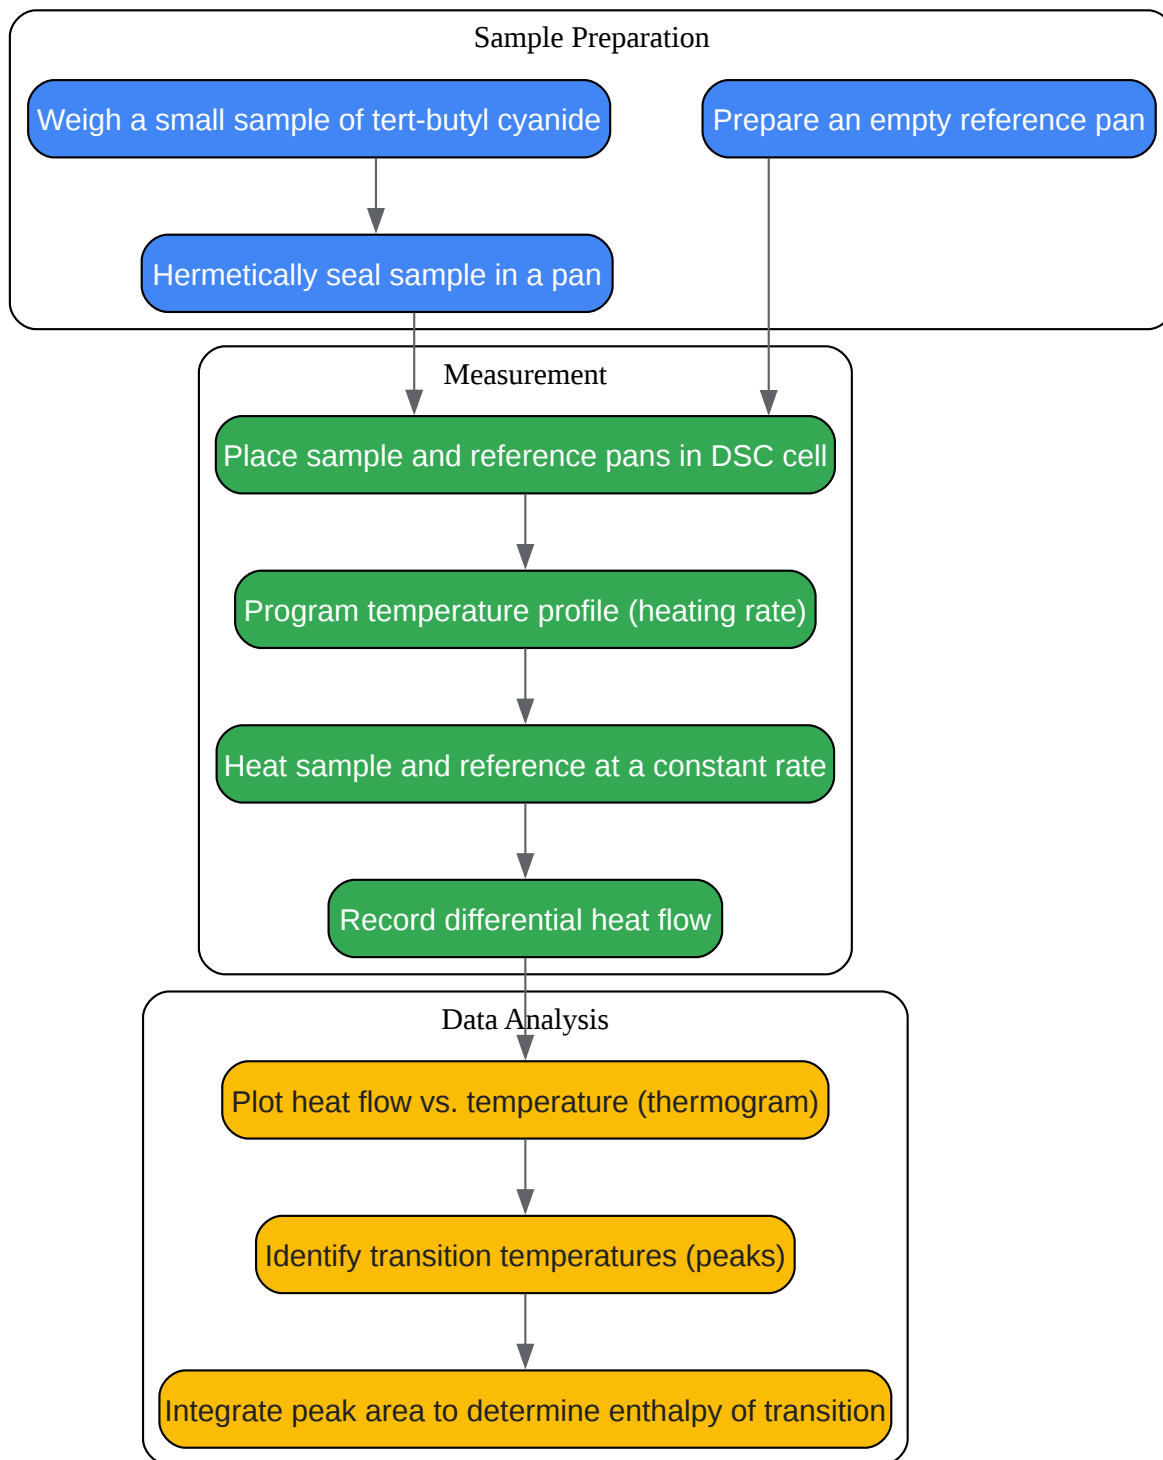 Sample Preparation
Weigh a small sample of tert-butyl cyanide
Prepare an empty reference pan
Hermetically seal sample in a pan
Measurement
Place sample and reference pans in DSC cell
Program temperature profile (heating rate)
Heat sample and reference at a constant rate
Record differential heat flow
Data Analysis
Plot heat flow vs. temperature (thermogram)
Identify transition temperatures (peaks)
Integrate peak area to determine enthalpy of transition